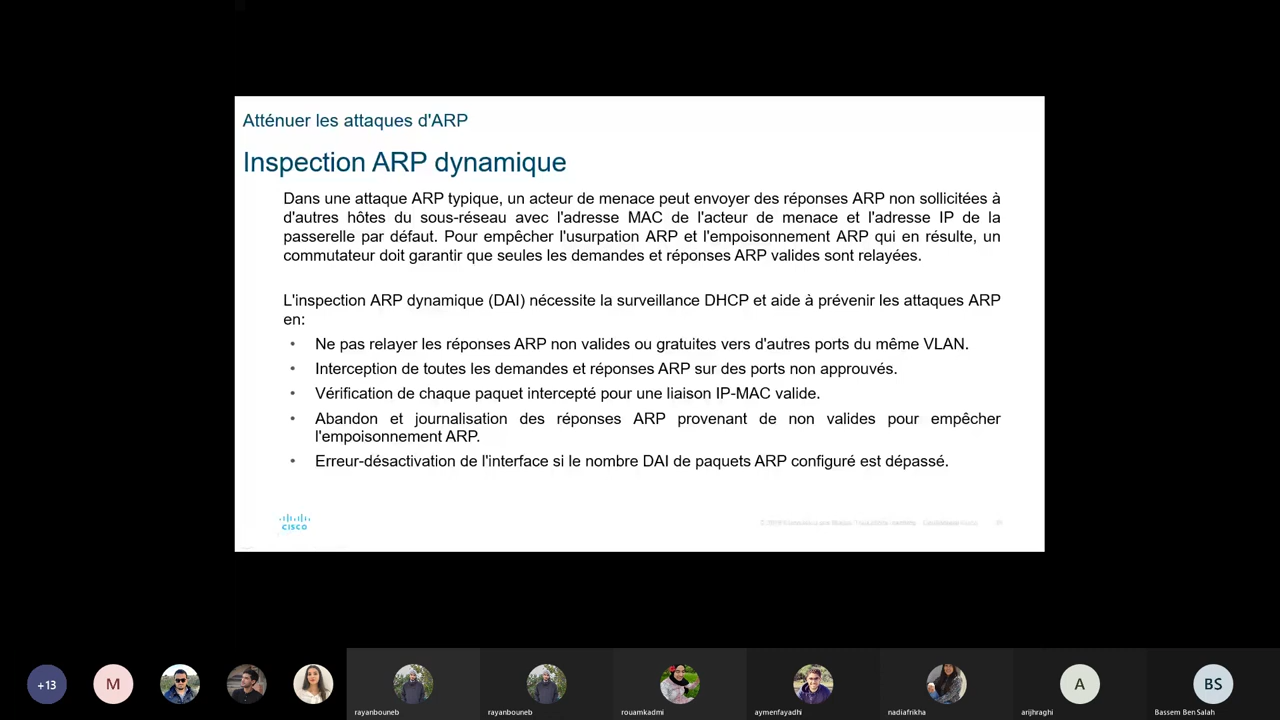 Atténuer les attaques d'ARP
Inspection ARP dynamique
Dans une attaque ARP typique, un acteur de menace peut envoyer des réponses ARP non sollicitées à
d'autres hôtes du sous-réseau avec l'adresse MAC de l'acteur de menace et l'adresse IP de la
passerelle par défaut. Pour empêcher l'usurpation ARP et l'empoisonnement ARP qui en résulte, un
commutateur doit garantir que seules les demandes et réponses ARP valides sont relayées.
L'inspection ARP dynamique (DAI) nécessite la surveillance DHCP et aide à prévenir les attaques ARP
en:
• Ne pas relayer les réponses ARP non valides ou gratuites vers d'autres ports du même VLAN.
• Interception de toutes les demandes et réponses ARP sur des ports non approuvés.
• Vérification de chaque paquet intercepté pour une liaison IP-MAC valide.
• Abandon et journalisation des réponses ARP provenant de non valides pour empêcher
l'empoisonnement ARP.
• Erreur-désactivation de l'interface si le nombre DAI de paquets ARP configuré est dépassé.
CISCO
+13
M
A
BS
rayanbouneb
rayanbouneb
rouamkadmi
aymenfayadhi
nadiafrikha
arijhraghi
Bassem Ben Salah